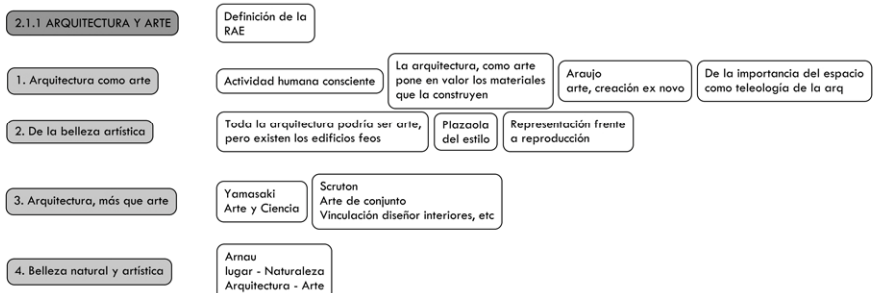 2.1.1 ARQUITECTURA Y ARTE
Definición de la
RAE
1. Arquitectura como arte
Actividad humana consciente
La arquitectura, como arte
pone en valor los materiales
que la construyen
Araujo
arte, creación ex novo
De la importancia del espacio
como teleología de la arq
2. De la belleza artística
Toda la arquitectura podría ser arte,
pero existen los edificios feos
Plazaola
del estilo
Representación frente
a reproducción
3. Arquitectura, más que arte
Yamasaki
Arte y Ciencia
Scruton
Arte de conjunto
Vinculación diseñor interiores, etc
4. Belleza natural y artística
Arnau
lugar - Naturaleza
Arquitectura - Arte